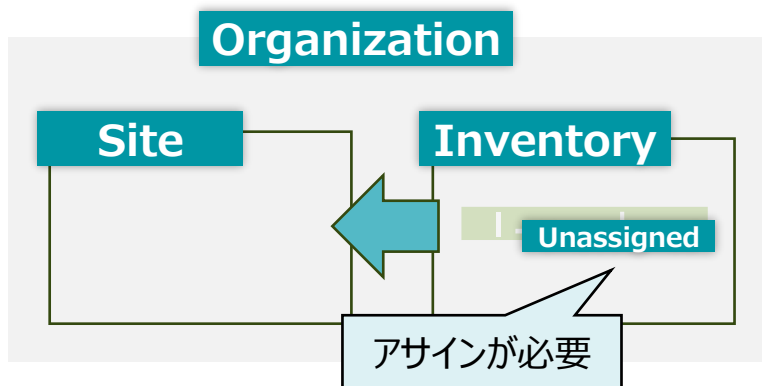 Organization
Site
Inventory
Unassigned
アサインが必要